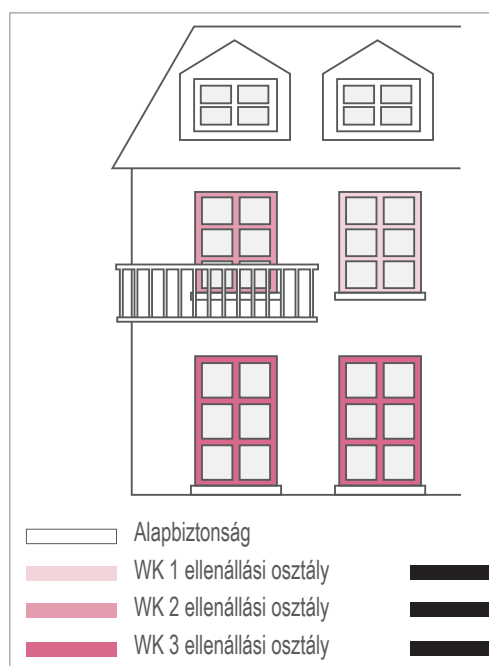 Alapbiztonság
WK 1 ellenállási osztály
WK 2 ellenállási osztály
WK 3 ellenállási osztály